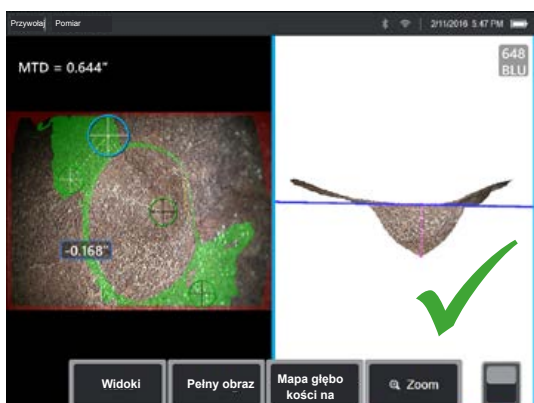 Przywołaj Pomiar
2/11/2016 5:47 PM
MTD = 0.644"
648
BLU
-0.168"
Widoki
Pełny obraz
Mapa głębo
kości na
Zoom